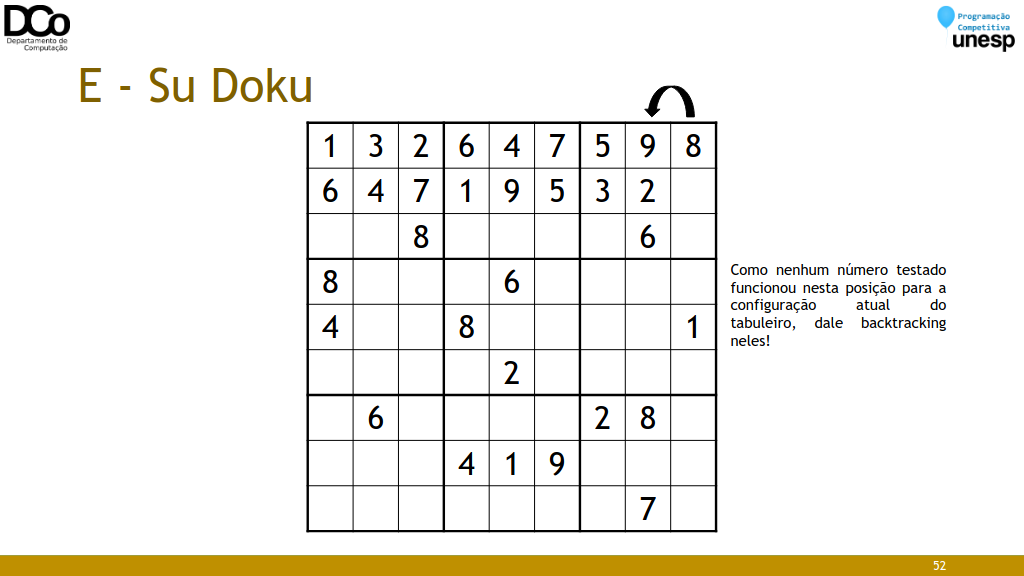 DCo
Departamento de
Computação
Programação
Competitiva
unesp
E - Su Doku
1 3 2 6 4 7 5 9 8
6 4 7 1 9 5 3 2
8 6
8 6
4 8 1
2
6 2 8
4 1 9
7
Como nenhum número testado
funcionou nesta posição para a
configuração atual do
tabuleiro, dale backtracking
neles!
52